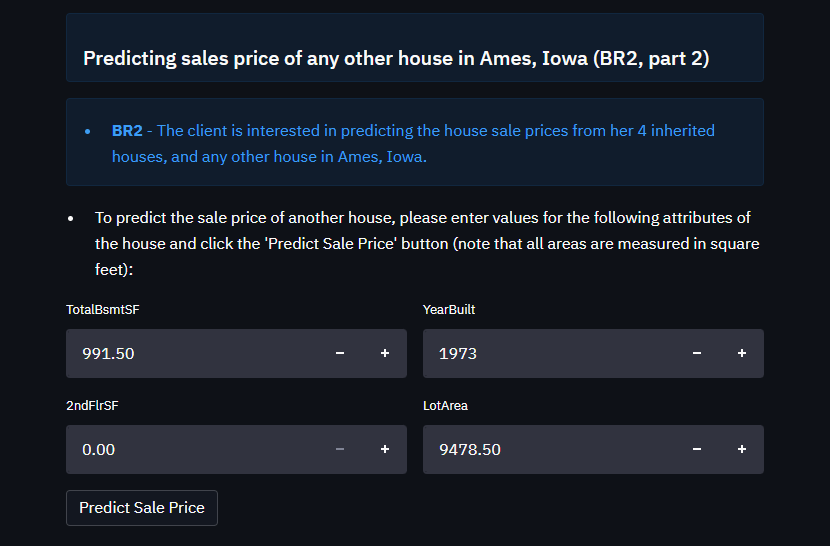 Predicting sales price of any other house in Ames, Iowa (BR2, part 2)
• BR2 - The client is interested in predicting the house sale prices from her 4 inherited
houses, and any other house in Ames, Iowa.
• To predict the sale price of another house, please enter values for the following attributes of
the house and click the 'Predict Sale Price' button (note that all areas are measured in square
feet):
TotalBsmtSF
991.50 − +
YearBuilt
1973 − +
2ndFlrSF
0.00 − +
LotArea
9478.50 − +
Predict Sale Price